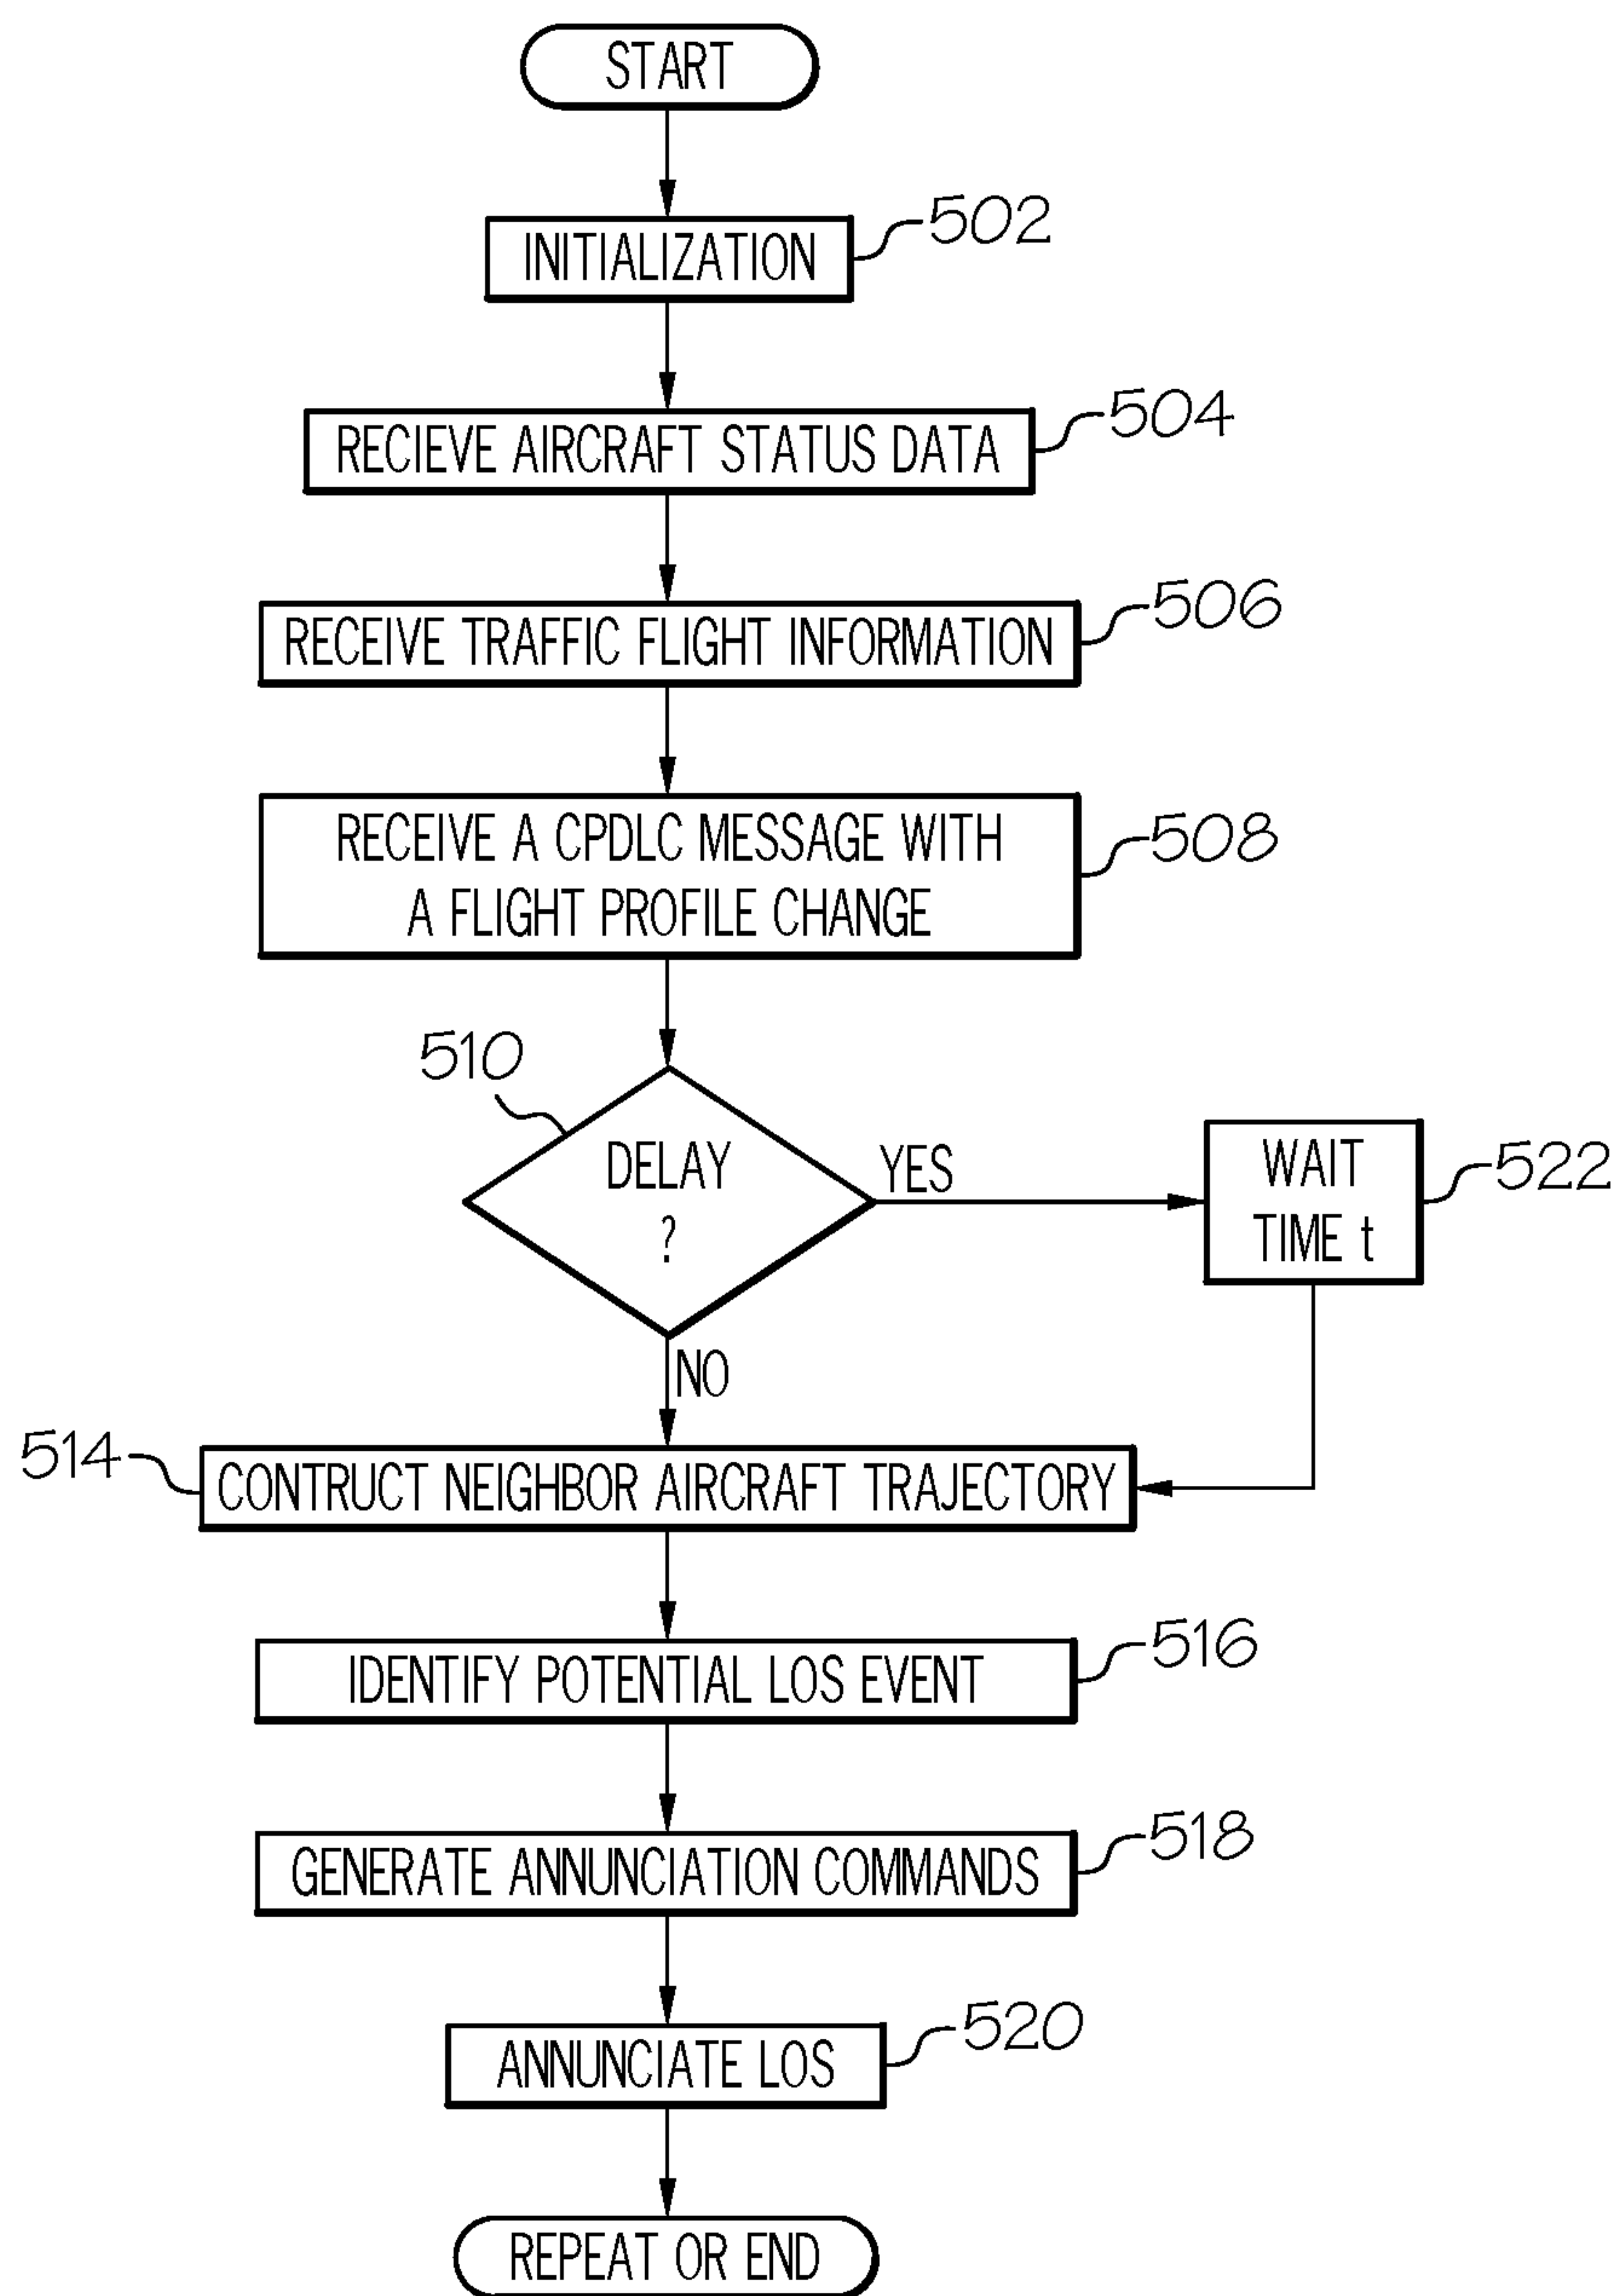 START
INITIALIZATION
502
RECIEVE AIRCRAFT STATUS DATA
504
RECEIVE TRAFFIC FLIGHT INFORMATION
506
RECEIVE A CPDLC MESSAGE WITH
A FLIGHT PROFILE CHANGE
508
510
DELAY
?
YES
WAIT
TIME t
522
NO
514
CONTRUCT NEIGHBOR AIRCRAFT TRAJECTORY
IDENTIFY POTENTIAL LOS EVENT
516
GENERATE ANNUNCIATION COMMANDS
518
ANNUNCIATE LOS
520
REPEAT OR END